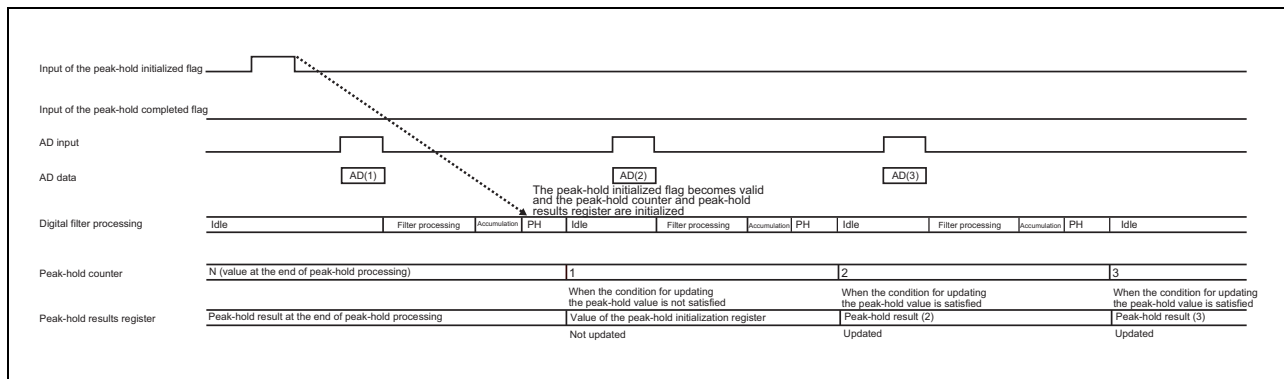 Input of the peak-hold initialized flag
Input of the peak-hold completed flag
AD input
AD data
AD(1)
AD(2)
AD(3)
The peak-hold initialized flag becomes valid
and the peak-hold counter and peak-hold
results register are initialized
Digital filter processing
Idle
Filter processing
Accumulation
PH
Idle
Filter processing
Accumulation
PH
Idle
Filter processing
Accumulation
PH
Idle
Peak-hold counter
N (value at the end of peak-hold processing)
1
2
3
When the condition for updating
the peak-hold value is not satisfied
When the condition for updating
the peak-hold value is satisfied
When the condition for updating
the peak-hold value is satisfied
Peak-hold results register
Peak-hold result at the end of peak-hold processing
Value of the peak-hold initialization register
Peak-hold result (2)
Peak-hold result (3)
Not updated
Updated
Updated